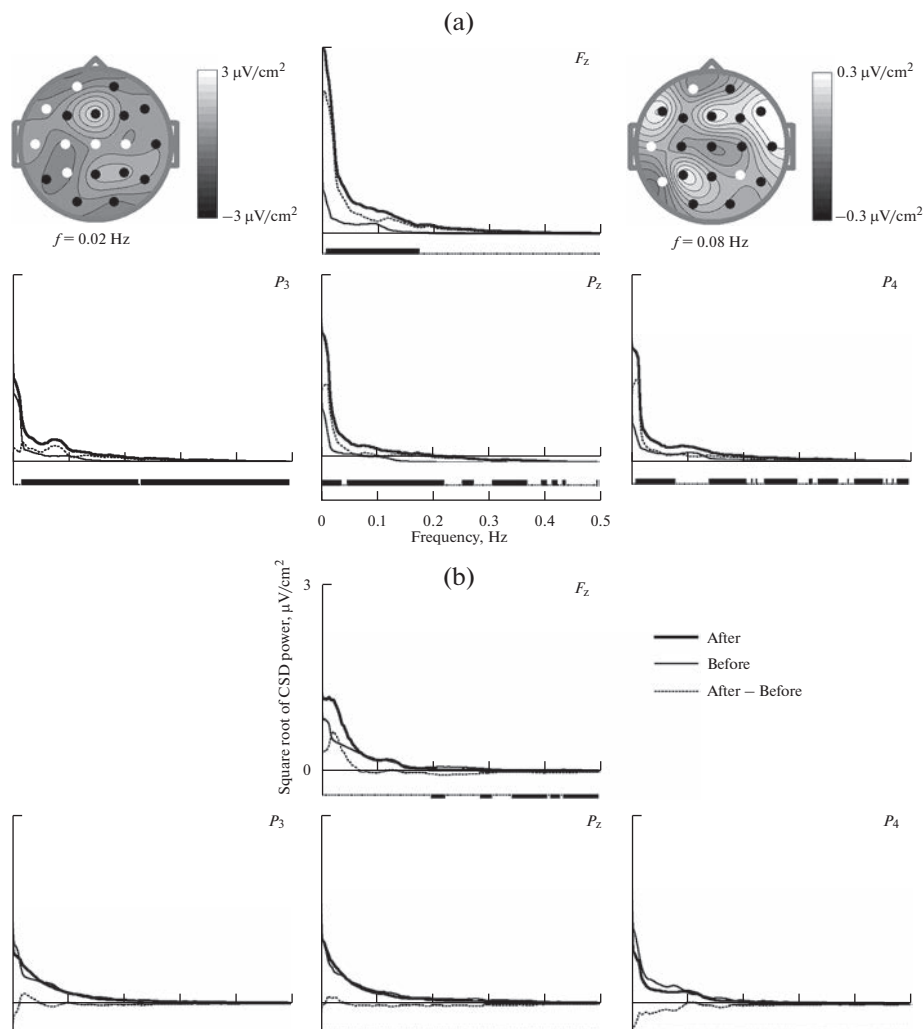 (a)
3 μV/cm²
−3 μV/cm²
f = 0.02 Hz
Fz
0.3 μV/cm²
−0.3 μV/cm²
f = 0.08 Hz
P3
Pz
P4
0 0.1 0.2 0.3 0.4 0.5
Frequency, Hz
(b)
Square root of CSD power, μV/cm²
3
0
Fz
After
Before
After − Before
P3
Pz
P4